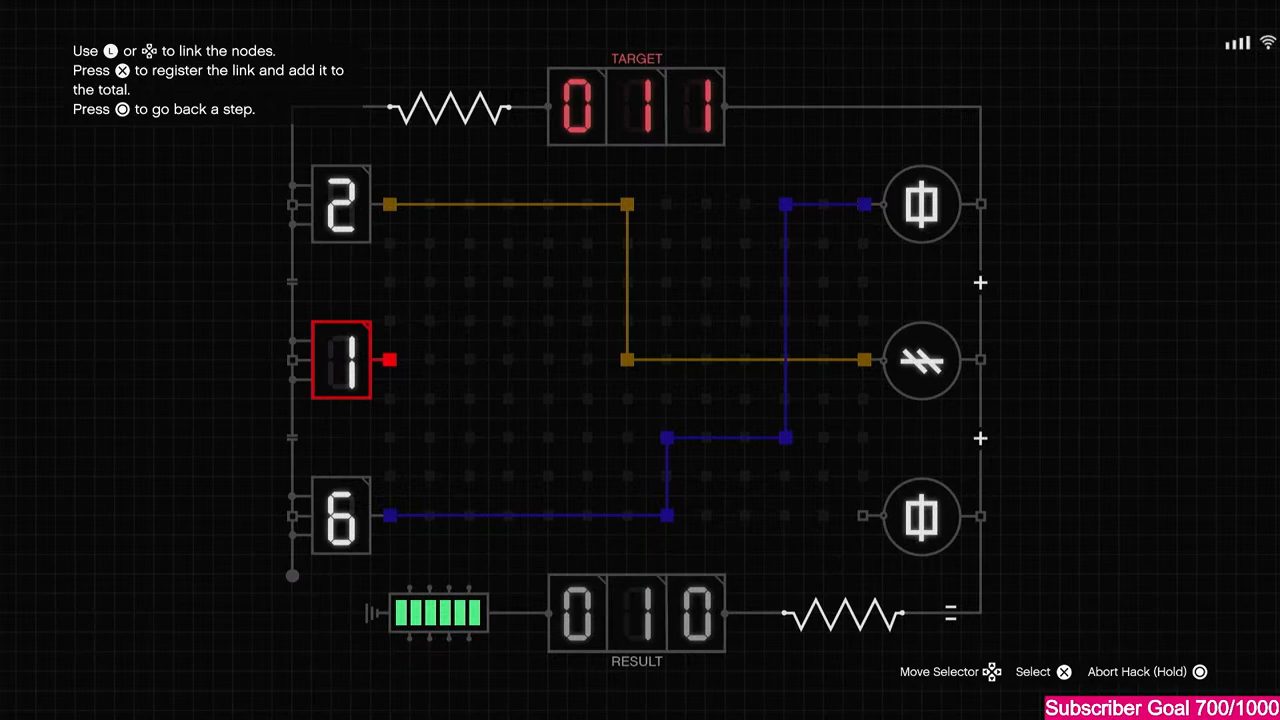 Use L or to link the nodes.
Press X to register the link and add it to
the total.
Press to go back a step.
TARGET
011
2
1
6
+
+
=
010
RESULT
Move Selector Select X Abort Hack (Hold)
Subscriber Goal 700/1000